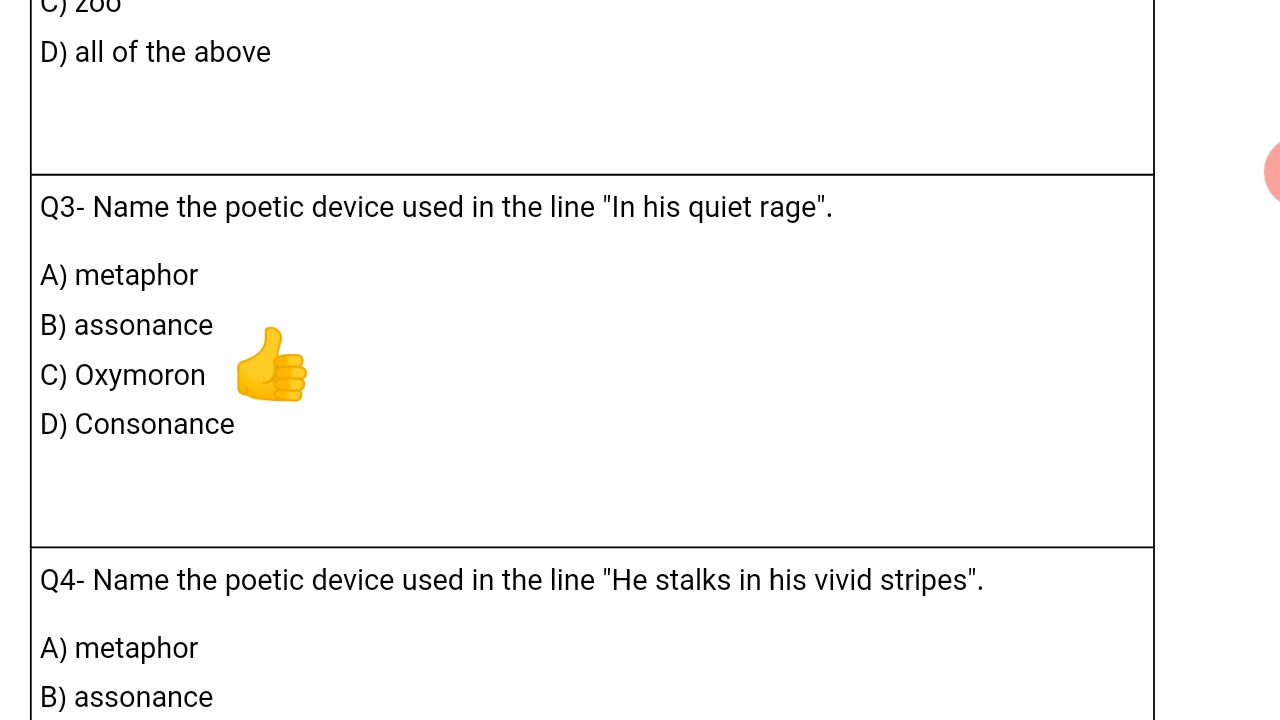 C) zoo
D) all of the above
Q3- Name the poetic device used in the line "In his quiet rage".
A) metaphor
B) assonance
C) Oxymoron
D) Consonance
Q4- Name the poetic device used in the line "He stalks in his vivid stripes".
A) metaphor
B) assonance